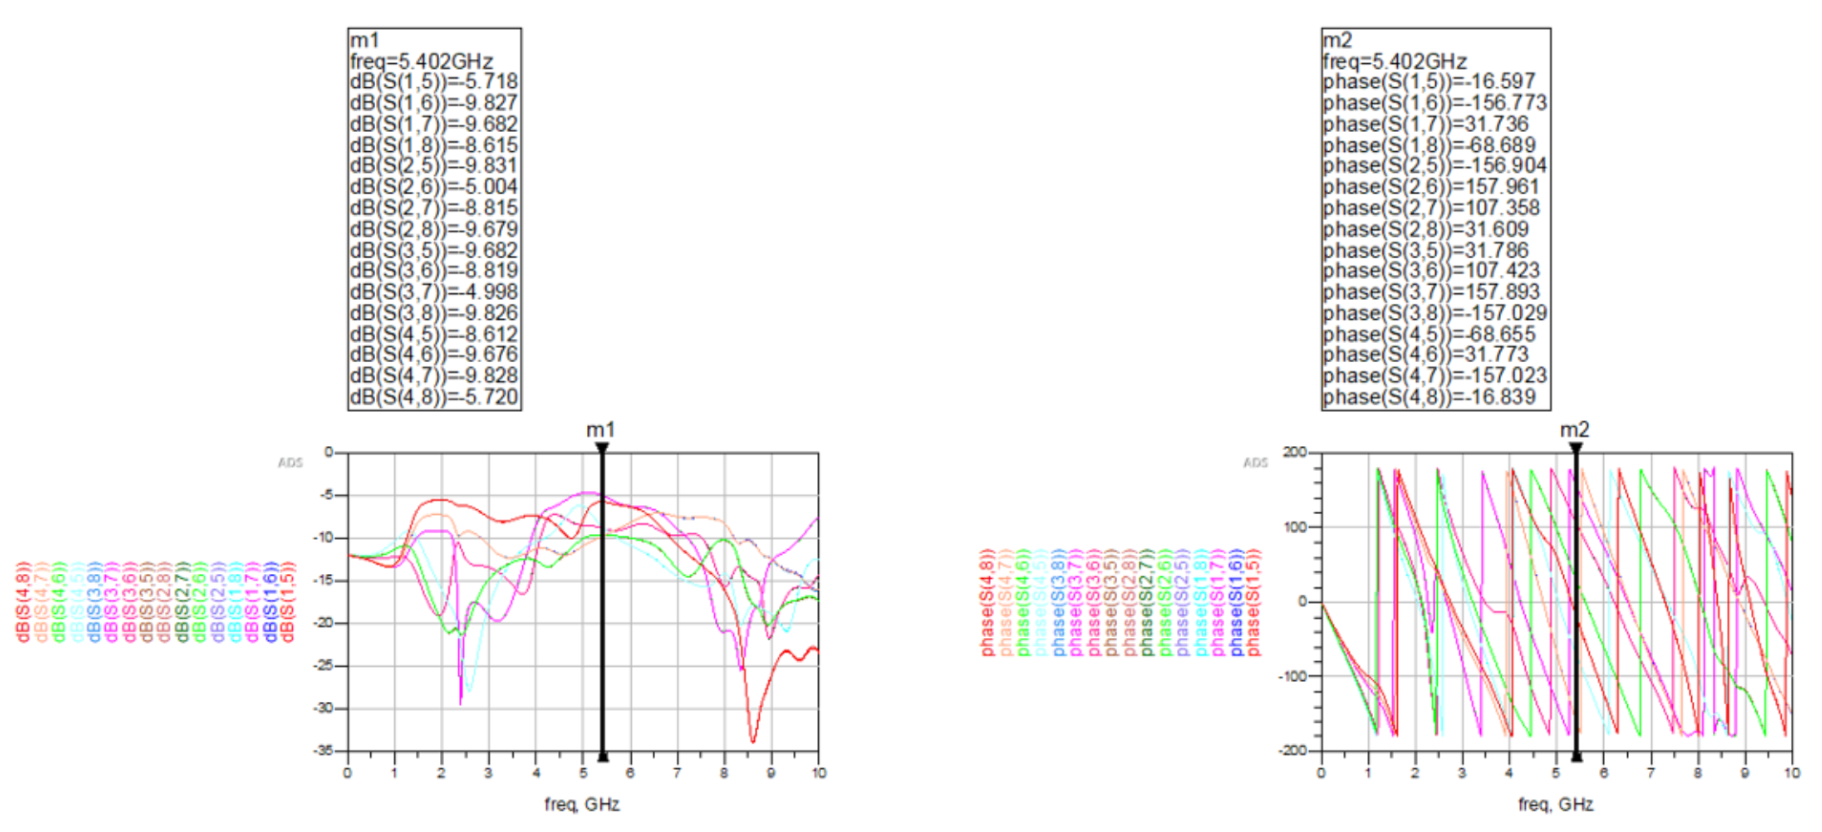 m1
freq=5.402GHz
dB(S(1,5))=-5.718
dB(S(1,6))=-9.827
dB(S(1,7))=-9.682
dB(S(1,8))=-8.615
dB(S(2,5))=-9.831
dB(S(2,6))=-5.004
dB(S(2,7))=-8.815
dB(S(2,8))=-9.679
dB(S(3,5))=-9.682
dB(S(3,6))=-8.819
dB(S(3,7))=-4.998
dB(S(3,8))=-9.826
dB(S(4,5))=-8.612
dB(S(4,6))=-9.676
dB(S(4,7))=-9.828
dB(S(4,8))=-5.720
m1
ADS
0
-5
-10
-15
-20
-25
-30
-35
dB(S(4,8))
dB(S(4,7))
dB(S(4,6))
dB(S(4,5))
dB(S(3,8))
dB(S(3,7))
dB(S(3,6))
dB(S(3,5))
dB(S(2,8))
dB(S(2,7))
dB(S(2,6))
dB(S(2,5))
dB(S(1,8))
dB(S(1,7))
dB(S(1,6))
dB(S(1,5))
0 1 2 3 4 5 6 7 8 9 10
freq, GHz
m2
freq=5.402GHz
phase(S(1,5))=-16.597
phase(S(1,6))=-156.773
phase(S(1,7))=31.736
phase(S(1,8))=-68.689
phase(S(2,5))=-156.904
phase(S(2,6))=157.961
phase(S(2,7))=107.358
phase(S(2,8))=31.609
phase(S(3,5))=31.786
phase(S(3,6))=107.423
phase(S(3,7))=157.893
phase(S(3,8))=-157.029
phase(S(4,5))=-68.655
phase(S(4,6))=31.773
phase(S(4,7))=-157.023
phase(S(4,8))=-16.839
m2
ADS
200
100
0
-100
-200
phase(S(4,8))
phase(S(4,7))
phase(S(4,6))
phase(S(4,5))
phase(S(3,8))
phase(S(3,7))
phase(S(3,6))
phase(S(3,5))
phase(S(2,8))
phase(S(2,7))
phase(S(2,6))
phase(S(2,5))
phase(S(1,8))
phase(S(1,7))
phase(S(1,6))
phase(S(1,5))
0 1 2 3 4 5 6 7 8 9 10
freq, GHz